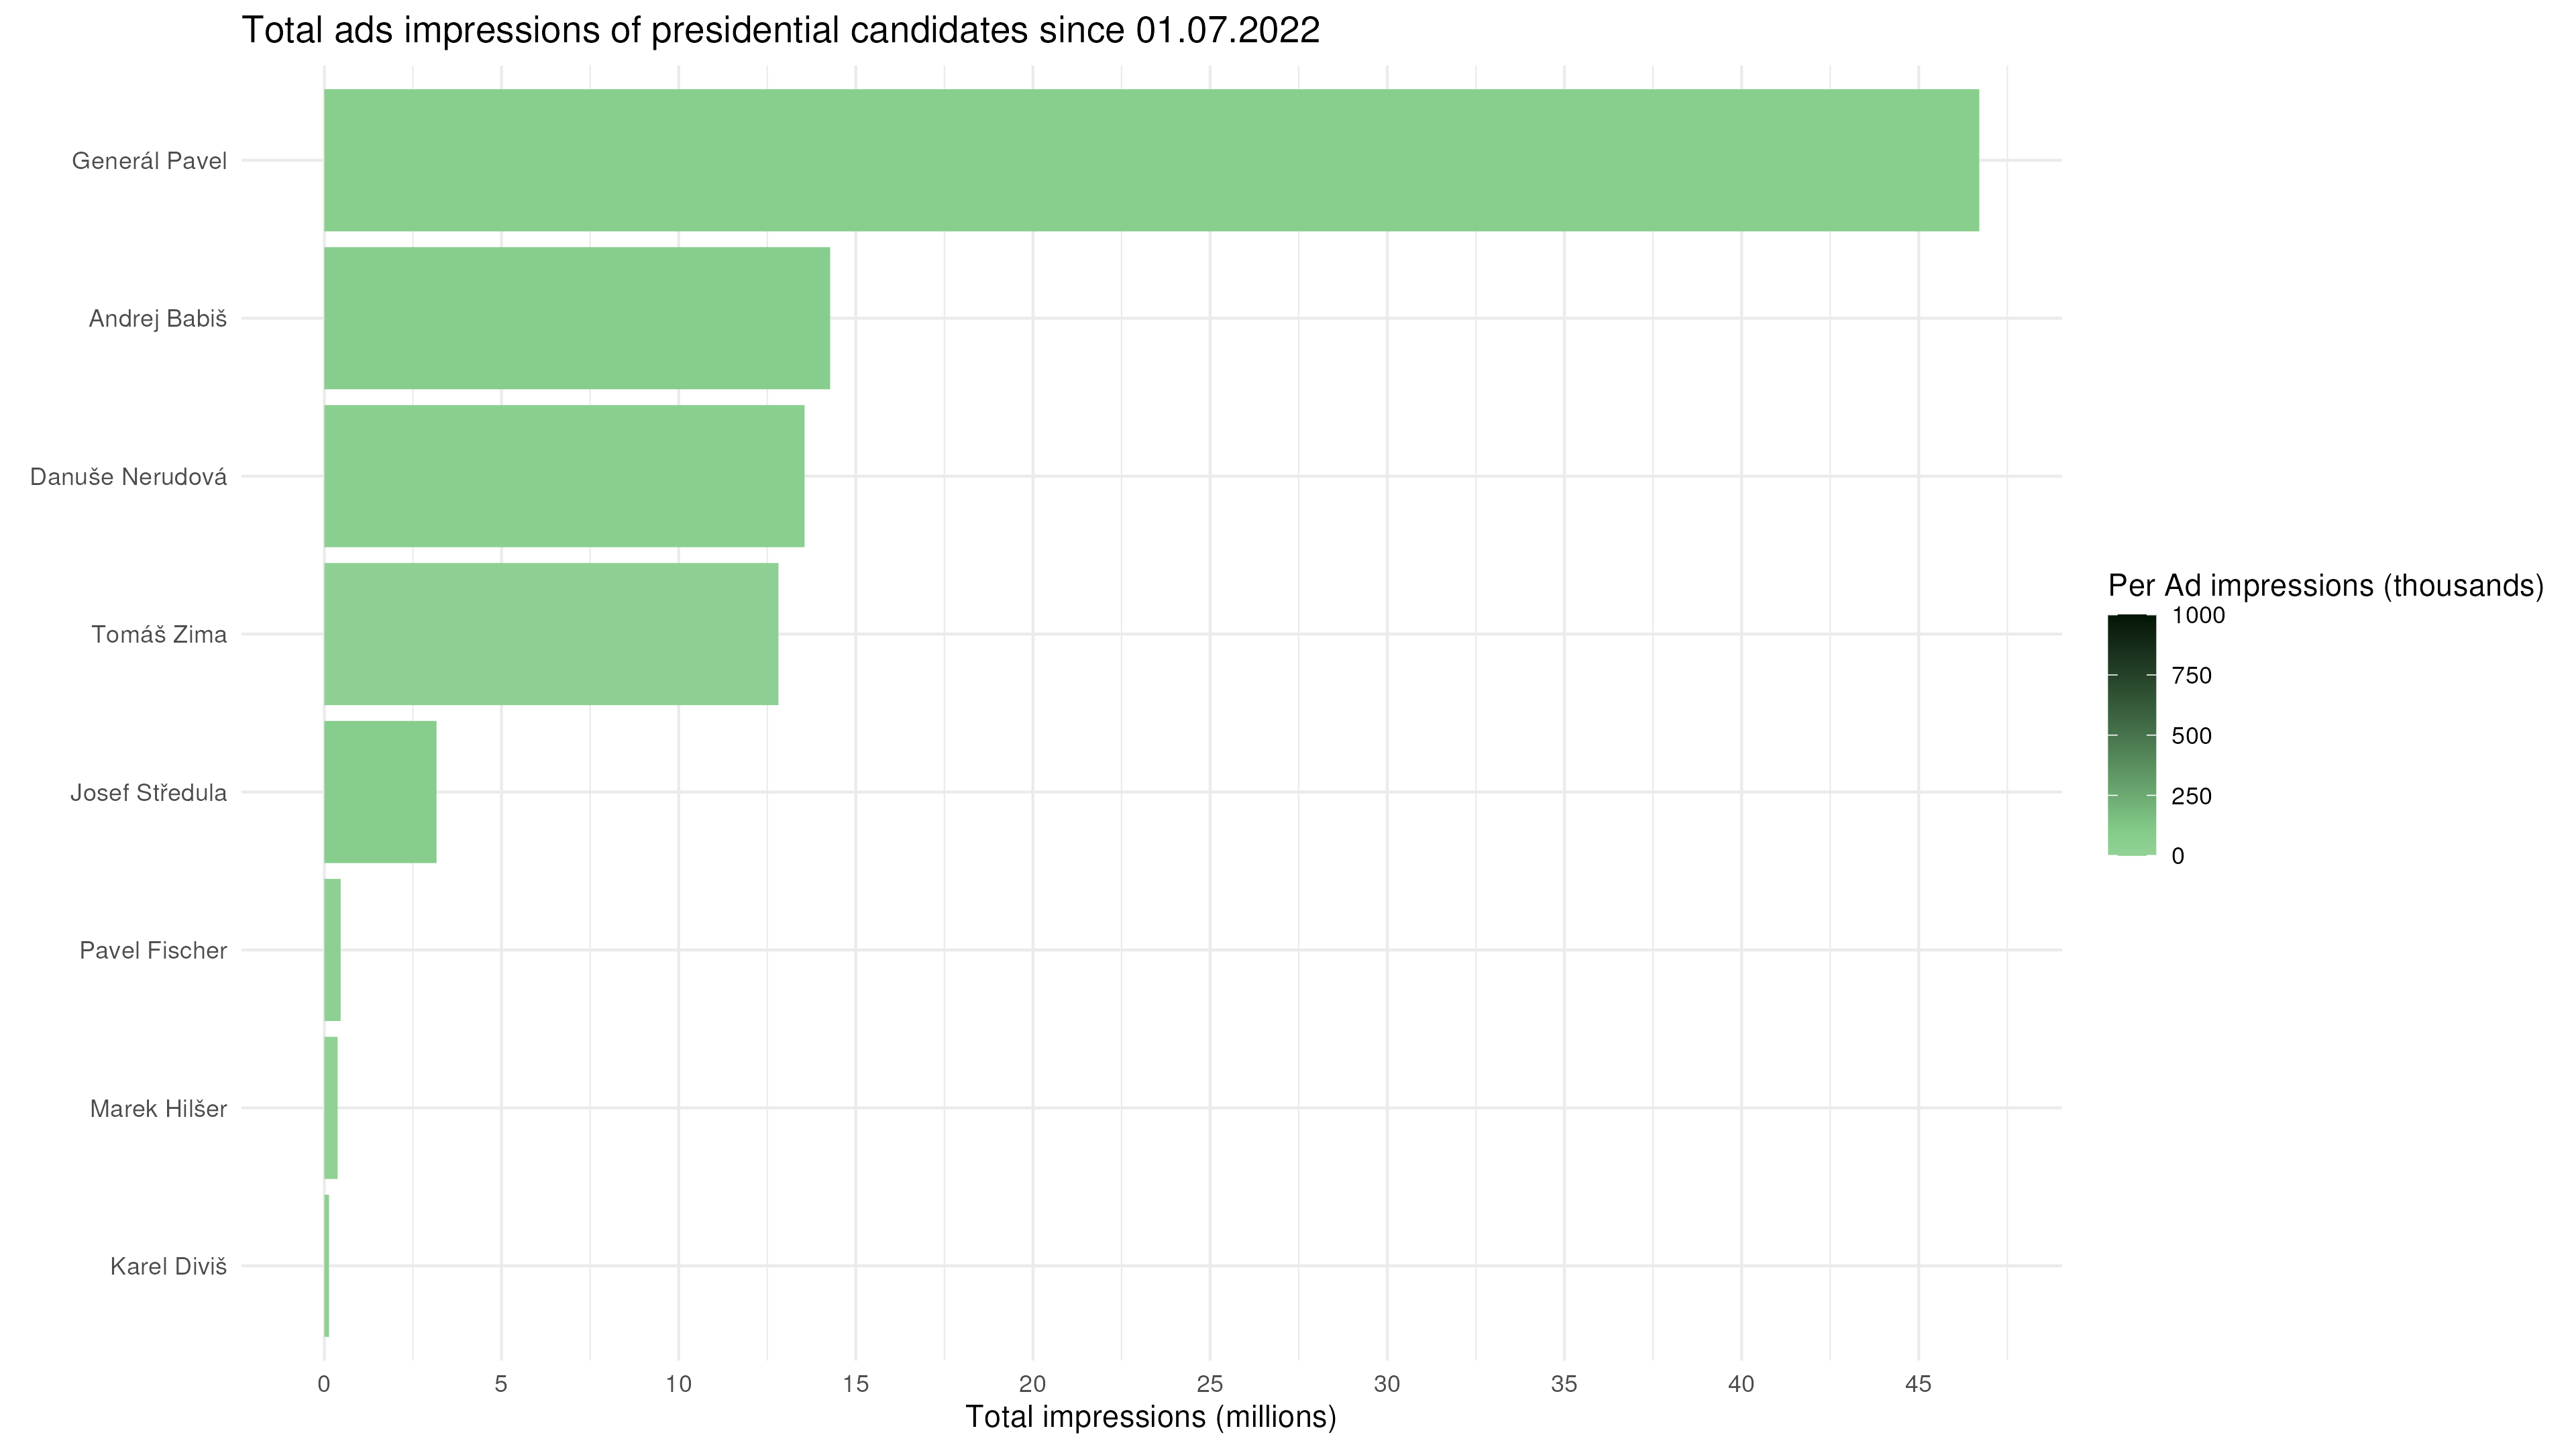 Total ads impressions of presidential candidates since 01.07.2022
Generál Pavel
Andrej Babiš
Danuše Nerudová
Tomáš Zima
Josef Středula
Pavel Fischer
Marek Hilšer
Karel Diviš
0 5 10 15 20 25 30 35 40 45
Total impressions (millions)
Per Ad impressions (thousands)
1000
750
500
250
0